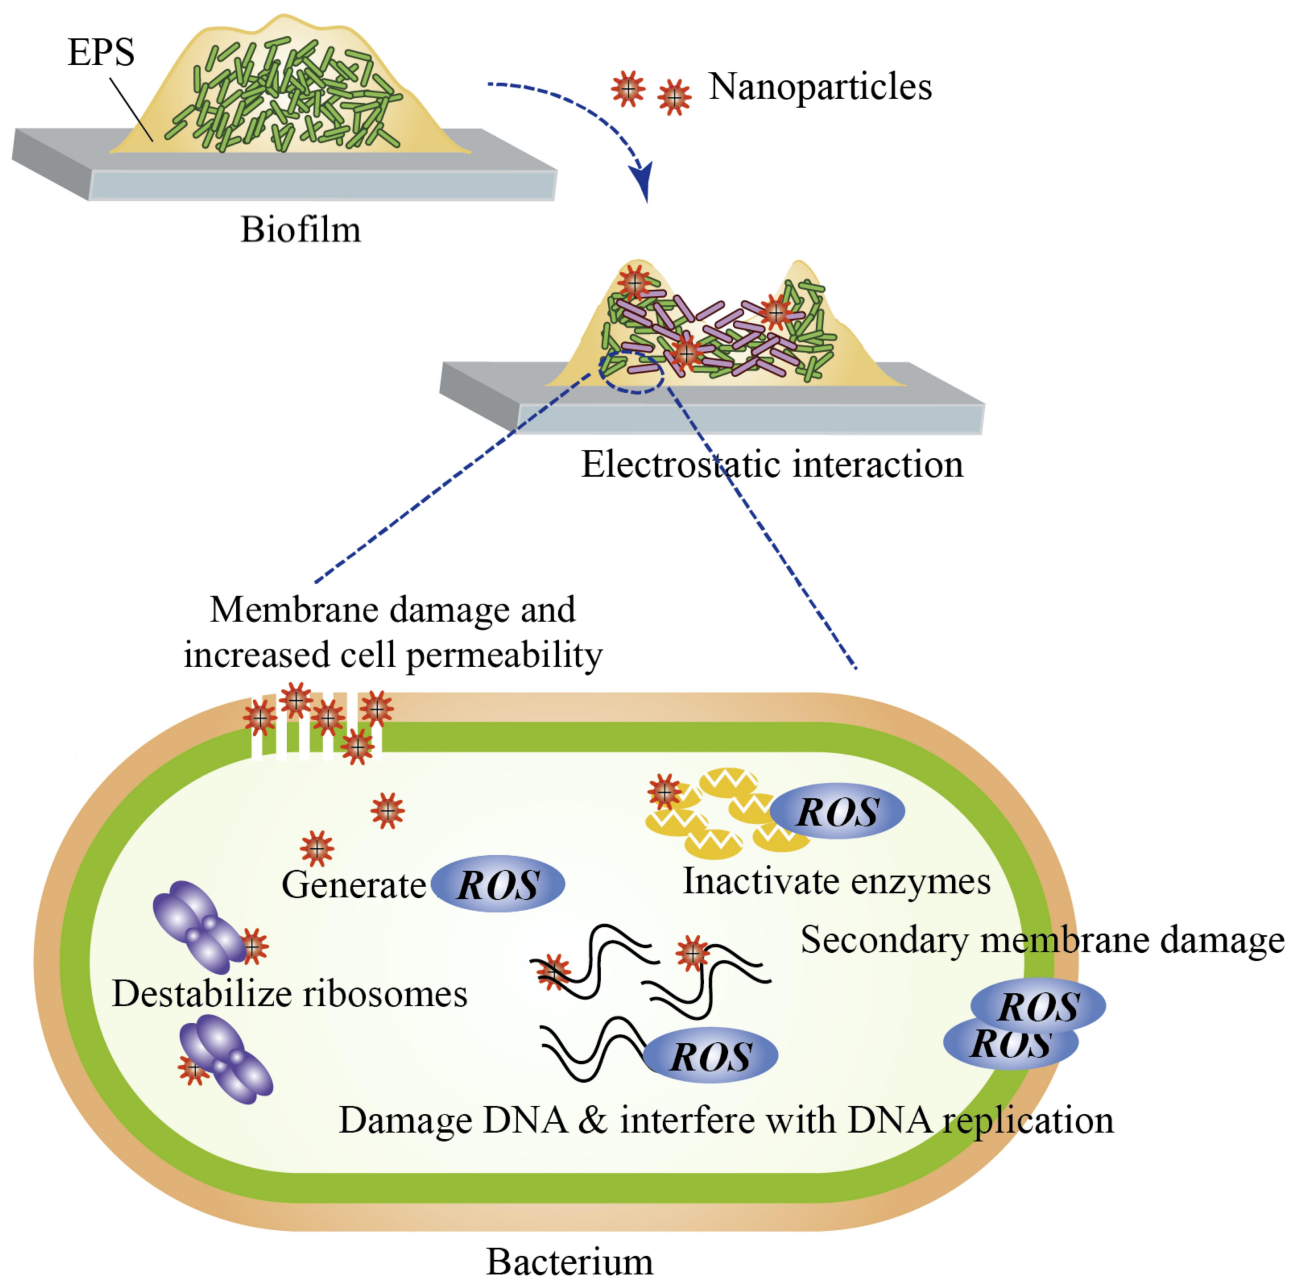 EPS
Nanoparticles
Biofilm
Electrostatic interaction
Membrane damage and
increased cell permeability
ROS
Inactivate enzymes
Generate ROS
Secondary membrane damage
Destabilize ribosomes
ROS
ROS
ROS
Damage DNA & interfere with DNA replication
Bacterium